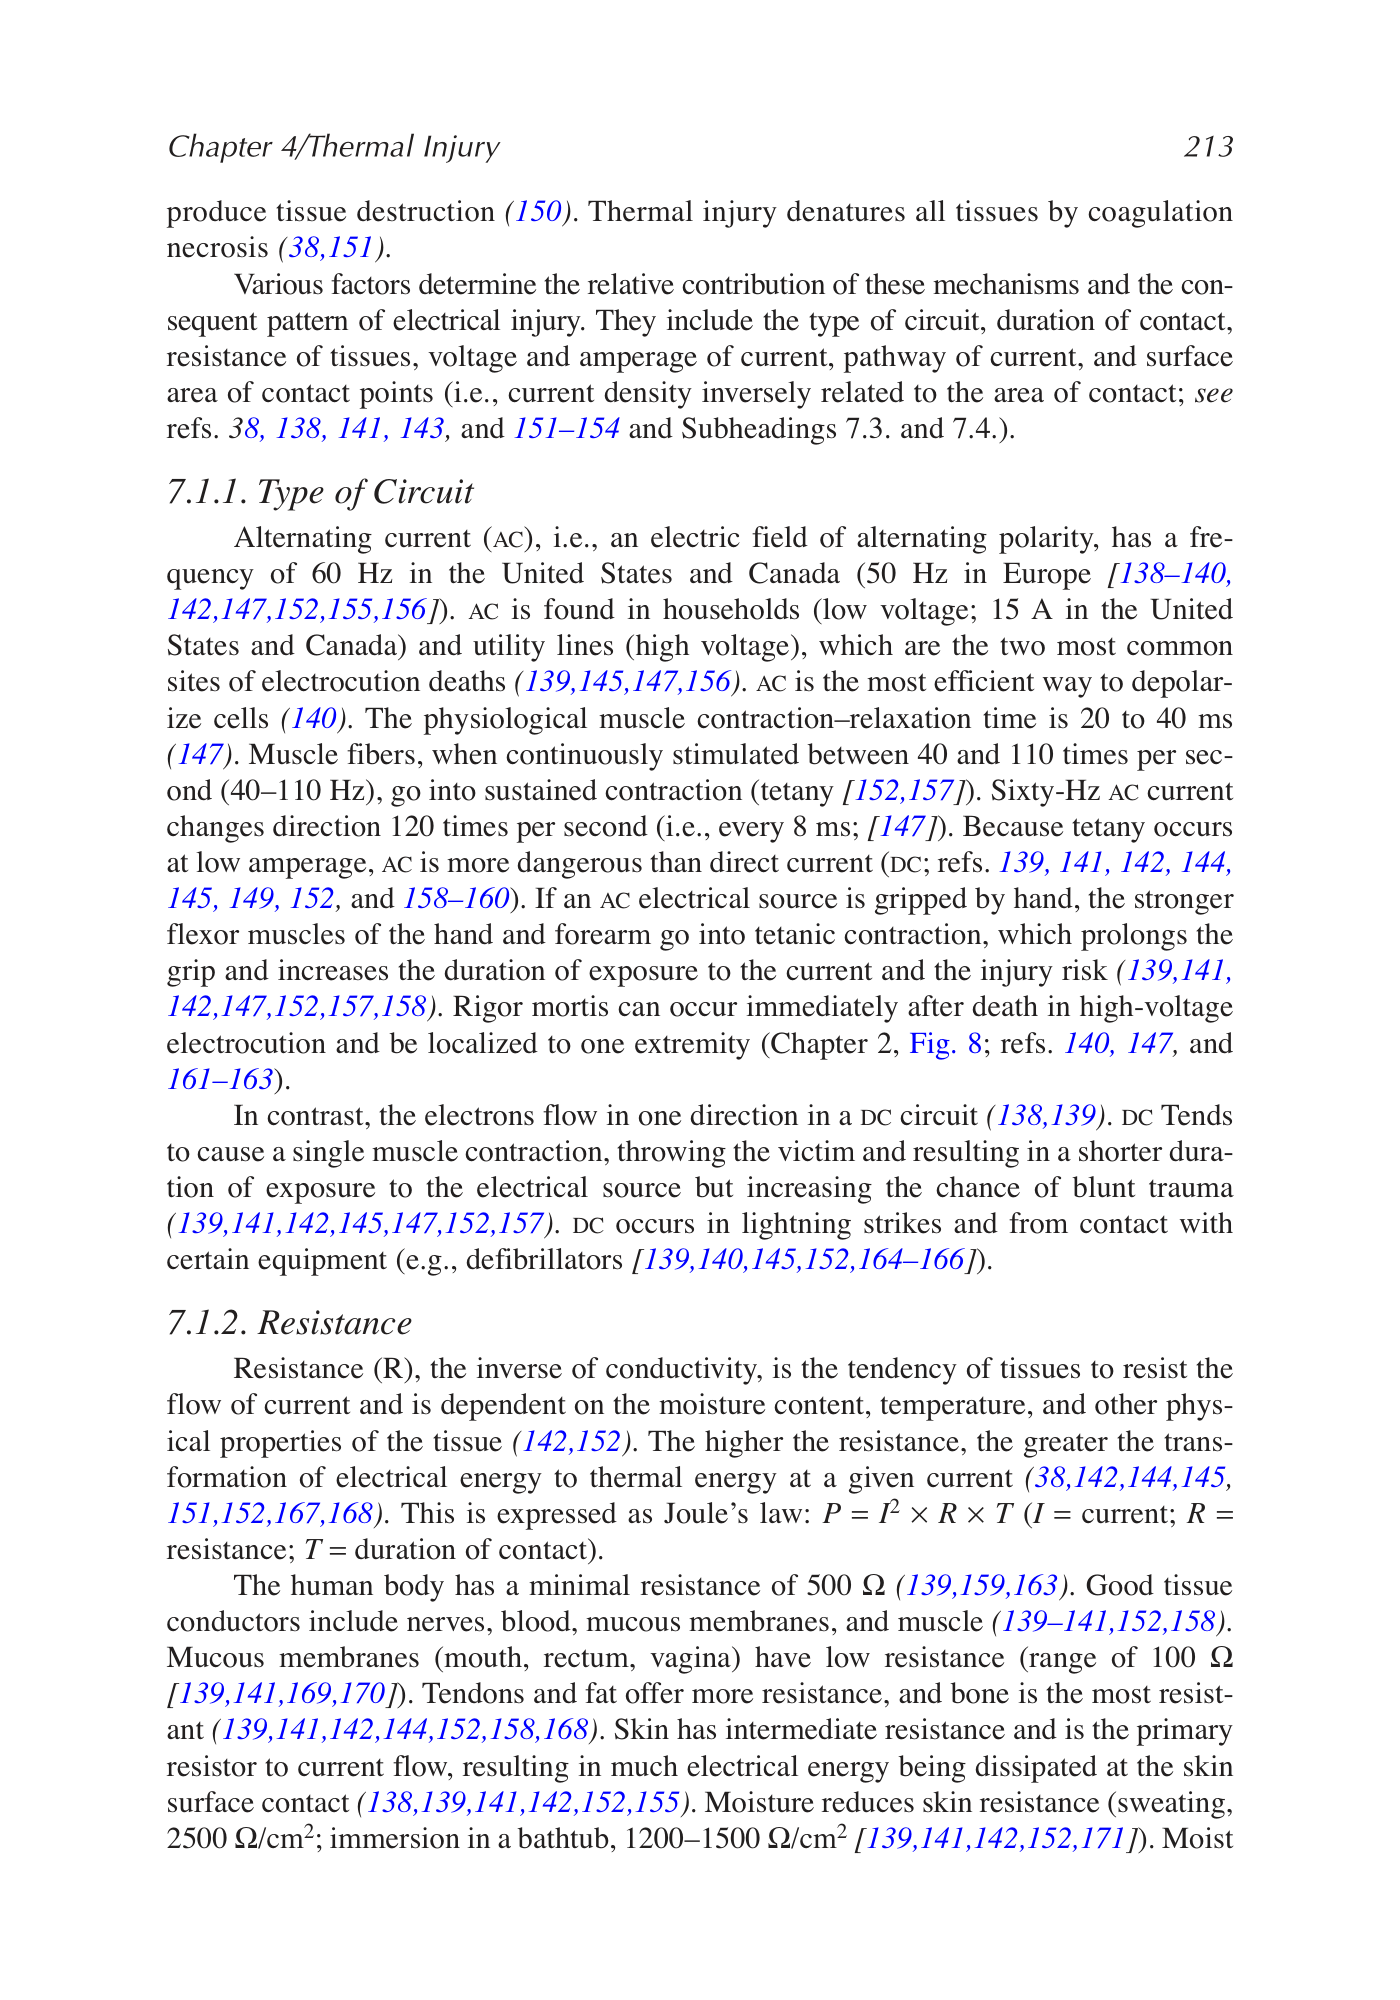 Chapter 4/Thermal Injury 213
produce tissue destruction (150). Thermal injury denatures all tissues by coagulation
necrosis (38,151).
Various factors determine the relative contribution of these mechanisms and the con-
sequent pattern of electrical injury. They include the type of circuit, duration of contact,
resistance of tissues, voltage and amperage of current, pathway of current, and surface
area of contact points (i.e., current density inversely related to the area of contact; see
refs. 38, 138, 141, 143, and 151–154 and Subheadings 7.3. and 7.4.).
7.1.1. Type of Circuit
Alternating current (AC), i.e., an electric field of alternating polarity, has a fre-
quency of 60 Hz in the United States and Canada (50 Hz in Europe [138–140,
142,147,152,155,156]). AC is found in households (low voltage; 15 A in the United
States and Canada) and utility lines (high voltage), which are the two most common
sites of electrocution deaths (139,145,147,156). AC is the most efficient way to depolar-
ize cells (140). The physiological muscle contraction–relaxation time is 20 to 40 ms
(147). Muscle fibers, when continuously stimulated between 40 and 110 times per sec-
ond (40–110 Hz), go into sustained contraction (tetany [152,157]). Sixty-Hz AC current
changes direction 120 times per second (i.e., every 8 ms; [147]). Because tetany occurs
at low amperage, AC is more dangerous than direct current (DC; refs. 139, 141, 142, 144,
145, 149, 152, and 158–160). If an AC electrical source is gripped by hand, the stronger
flexor muscles of the hand and forearm go into tetanic contraction, which prolongs the
grip and increases the duration of exposure to the current and the injury risk (139,141,
142,147,152,157,158). Rigor mortis can occur immediately after death in high-voltage
electrocution and be localized to one extremity (Chapter 2, Fig. 8; refs. 140, 147, and
161–163).
In contrast, the electrons flow in one direction in a DC circuit (138,139). DC Tends
to cause a single muscle contraction, throwing the victim and resulting in a shorter dura-
tion of exposure to the electrical source but increasing the chance of blunt trauma
(139,141,142,145,147,152,157). DC occurs in lightning strikes and from contact with
certain equipment (e.g., defibrillators [139,140,145,152,164–166]).
7.1.2. Resistance
Resistance (R), the inverse of conductivity, is the tendency of tissues to resist the
flow of current and is dependent on the moisture content, temperature, and other phys-
ical properties of the tissue (142,152). The higher the resistance, the greater the trans-
formation of electrical energy to thermal energy at a given current (38,142,144,145,
151,152,167,168). This is expressed as Joule’s law: P = I² × R × T (I = current; R =
resistance; T = duration of contact).
The human body has a minimal resistance of 500 Ω (139,159,163). Good tissue
conductors include nerves, blood, mucous membranes, and muscle (139–141,152,158).
Mucous membranes (mouth, rectum, vagina) have low resistance (range of 100 Ω
[139,141,169,170]). Tendons and fat offer more resistance, and bone is the most resist-
ant (139,141,142,144,152,158,168). Skin has intermediate resistance and is the primary
resistor to current flow, resulting in much electrical energy being dissipated at the skin
surface contact (138,139,141,142,152,155). Moisture reduces skin resistance (sweating,
2500 Ω/cm²; immersion in a bathtub, 1200–1500 Ω/cm² [139,141,142,152,171]). Moist